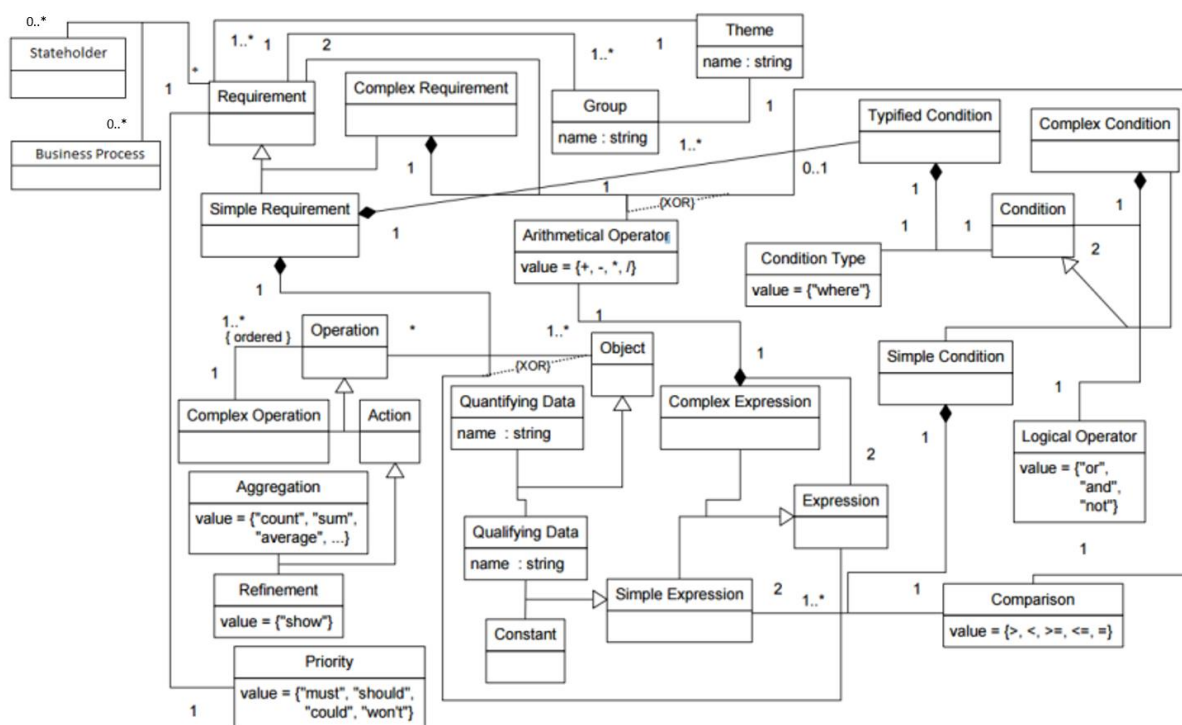 0..*
Stateholder
0..*
Business Process
*
1
1..*
1
2
1..*
1
Theme
name : string
1
Requirement
Complex Requirement
Group
name : string
1..*
Typified Condition
Complex Condition
0..1
1
1
{XOR}
Simple Requirement
1
Arithmetical Operator
value = {+, -, *, /}
1
1
1
1
Condition
2
Condition Type
value = {"where"}
1
1..*
{ ordered }
Operation
*
1..*
{XOR}
Object
1
1
Simple Condition
1
Complex Operation
Action
Quantifying Data
name : string
Complex Expression
1
1
Logical Operator
value = {"or",
"and",
"not"}
2
Aggregation
value = {"count", "sum",
"average", ...}
Expression
Qualifying Data
name : string
Refinement
value = {"show"}
Simple Expression
2
1..*
1
1
Comparison
value = {>, <, >=, <=, =}
Constant
Priority
value = {"must", "should",
"could", "won't"}
1